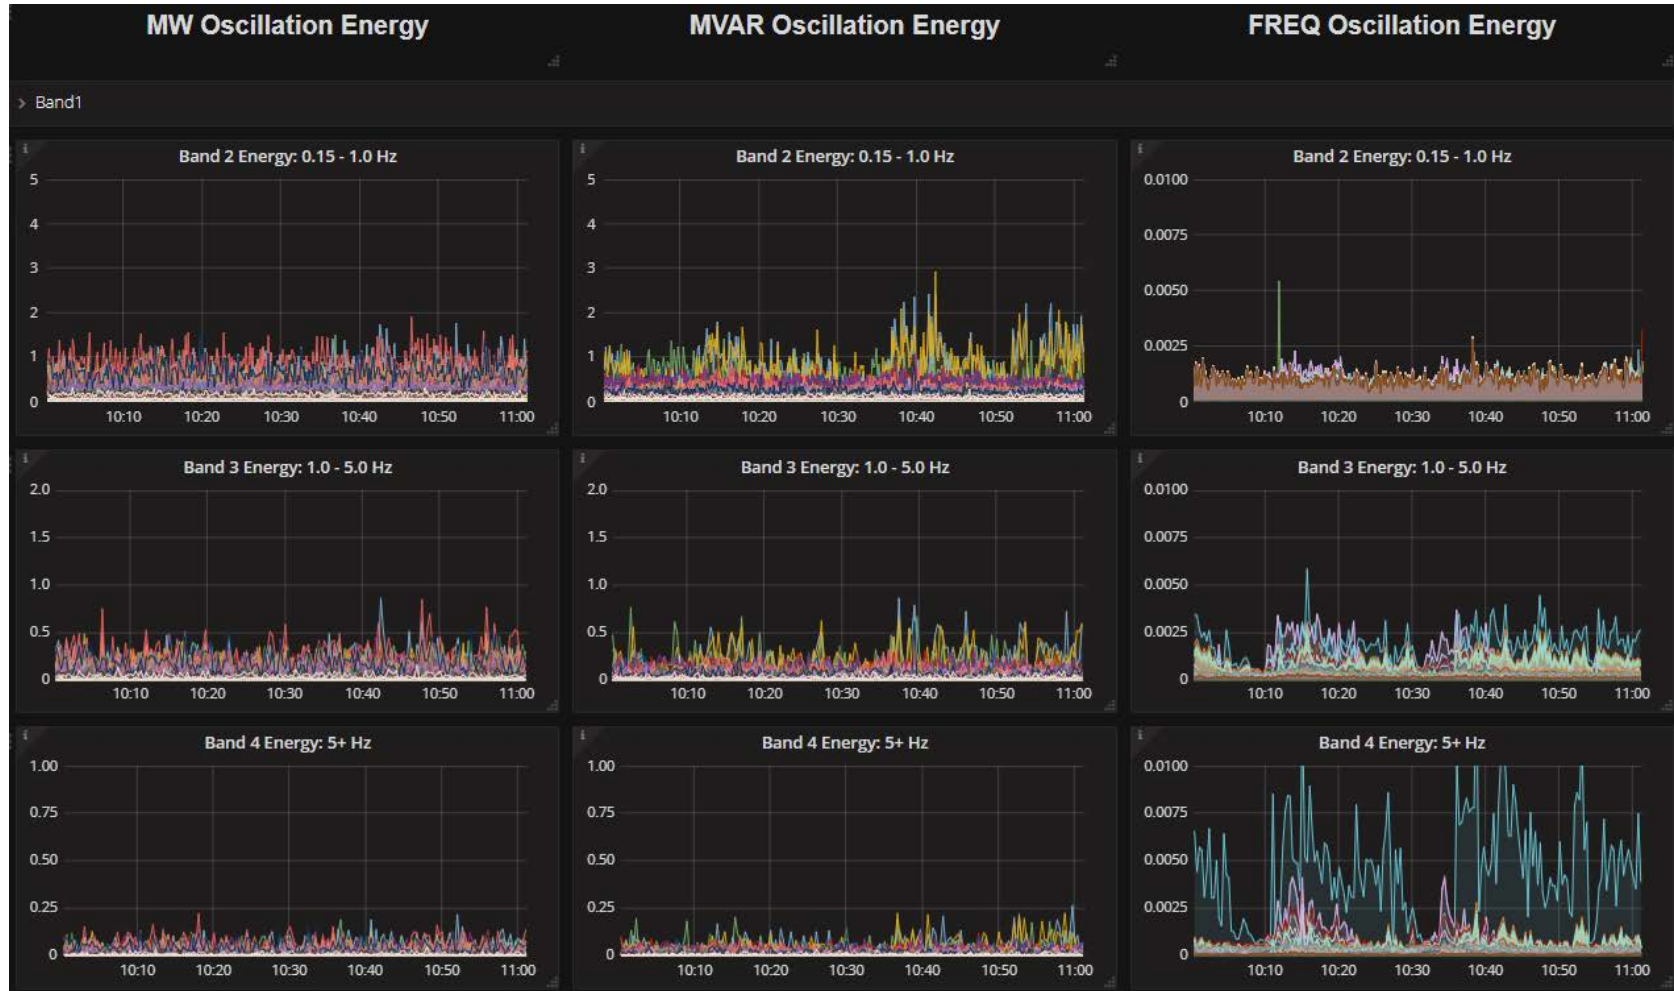 MW Oscillation Energy
MVAR Oscillation Energy
FREQ Oscillation Energy
Band1
Band 2 Energy: 0.15 - 1.0 Hz
5
4
3
2
1
0
10:10 10:20 10:30 10:40 10:50 11:00
Band 2 Energy: 0.15 - 1.0 Hz
5
4
3
2
1
0
10:10 10:20 10:30 10:40 10:50 11:00
Band 2 Energy: 0.15 - 1.0 Hz
0.0100
0.0075
0.0050
0.0025
0
10:10 10:20 10:30 10:40 10:50 11:00
Band 3 Energy: 1.0 - 5.0 Hz
2.0
1.5
1.0
0.5
0
10:10 10:20 10:30 10:40 10:50 11:00
Band 3 Energy: 1.0 - 5.0 Hz
2.0
1.5
1.0
0.5
0
10:10 10:20 10:30 10:40 10:50 11:00
Band 3 Energy: 1.0 - 5.0 Hz
0.0100
0.0075
0.0050
0.0025
0
10:10 10:20 10:30 10:40 10:50 11:00
Band 4 Energy: 5+ Hz
1.00
0.75
0.50
0.25
0
10:10 10:20 10:30 10:40 10:50 11:00
Band 4 Energy: 5+ Hz
1.00
0.75
0.50
0.25
0
10:10 10:20 10:30 10:40 10:50 11:00
Band 4 Energy: 5+ Hz
0.0100
0.0075
0.0050
0.0025
0
10:10 10:20 10:30 10:40 10:50 11:00